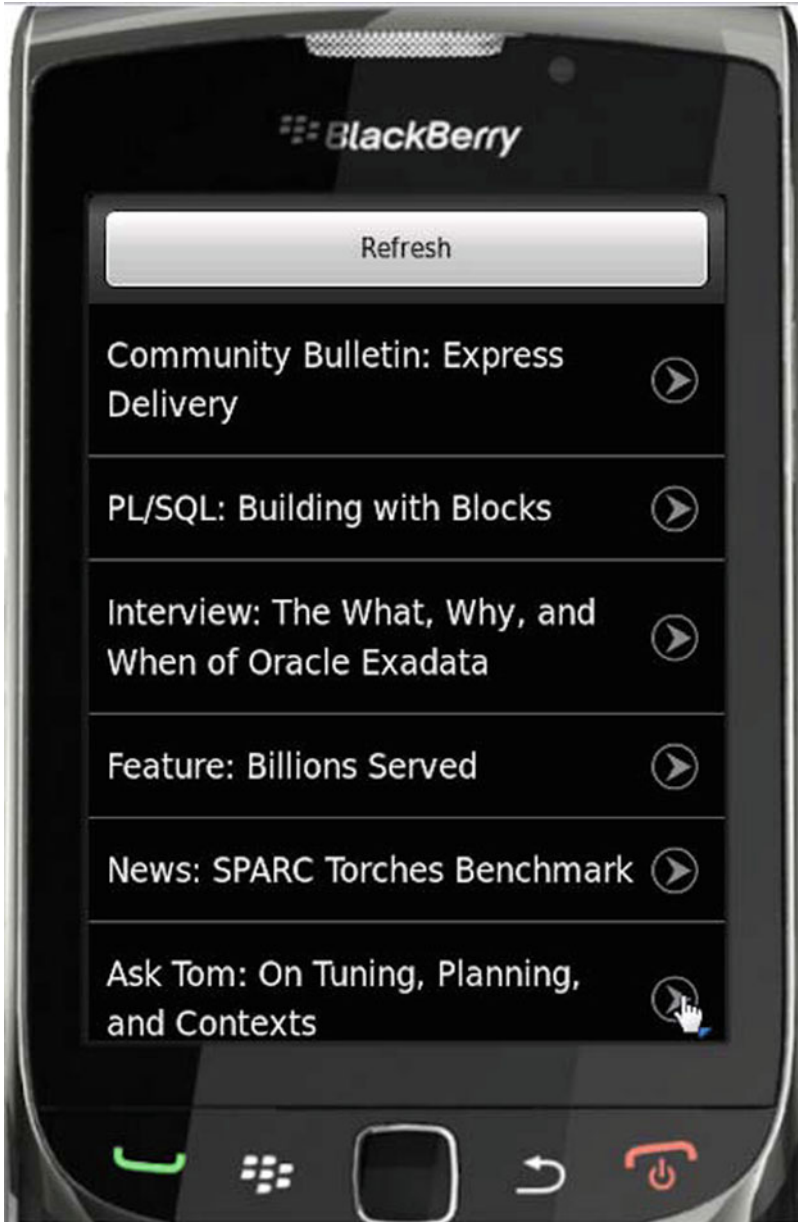 BlackBerry
Refresh
Community Bulletin: Express
Delivery
PL/SQL: Building with Blocks
Interview: The What, Why, and
When of Oracle Exadata
Feature: Billions Served
News: SPARC Torches Benchmark
Ask Tom: On Tuning, Planning,
and Contexts